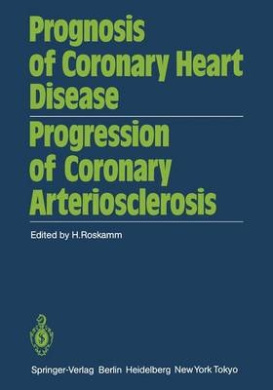 Prognosis
of Coronary Heart
Disease
Progression
of Coronary
Arteriosclerosis
Edited by H.Roskamm
Springer-Verlag Berlin Heidelberg New York Tokyo